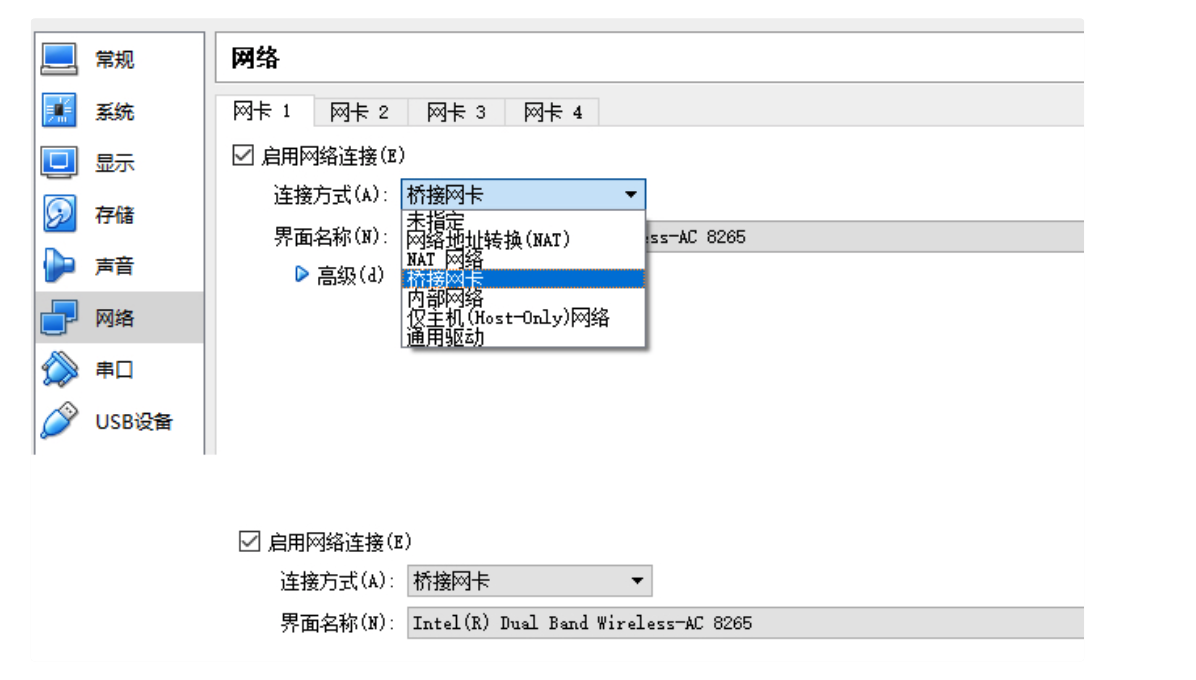 常规
系统
显示
存储
声音
网络
串口
USB设备
网络
网卡 1 网卡 2 网卡 3 网卡 4
启用网络连接(E)
连接方式(A): 桥接网卡
未指定
网络地址转换(NAT)
NAT 网络
桥接网卡
内部网络
仅主机(Host-Only)网络
通用驱动
界面名称(N): ss-AC 8265
高级(d)
启用网络连接(E)
连接方式(A): 桥接网卡
界面名称(N): Intel(R) Dual Band Wireless-AC 8265